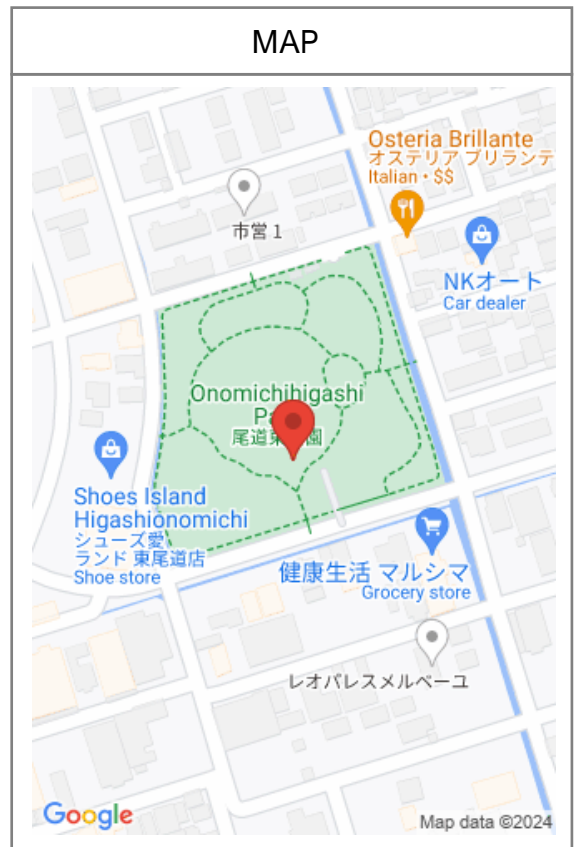 MAP
Osteria Brillante
オステリア ブリランテ
Italian • $$
市営 1
NKオート
Car dealer
Onomichihigashi
尾道東 園
Shoes Island
Higashionomichi
シューズ愛
ランド 東尾道店
Shoe store
健康生活 マルシマ
Grocery store
レオパレスメルベーユ
Google
Map data ©2024